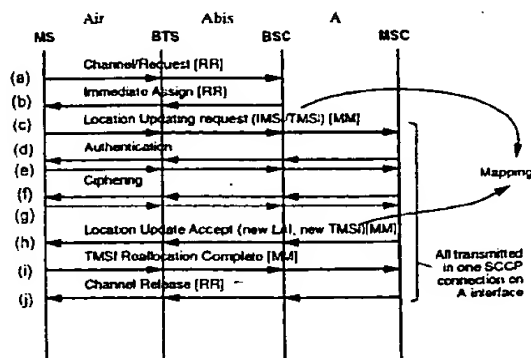 Air Abis A
MS BTS BSC MSC
Channel/Request [RR]
(a)
Immediate Assign [RR]
(b)
Location Updating request (IMS-/TMSI) [MM]
(c)
Authentication
(d)
(e)
Mapping
Ciphering
(f)
(g)
Location Update Accept (new LAI, new TMSI)[MM]
(h)
TMSI Reallocation Complete [MM]
(i)
Channel Release [RR]
(j)
All transmitted
in one SCCP
connection on
A interface